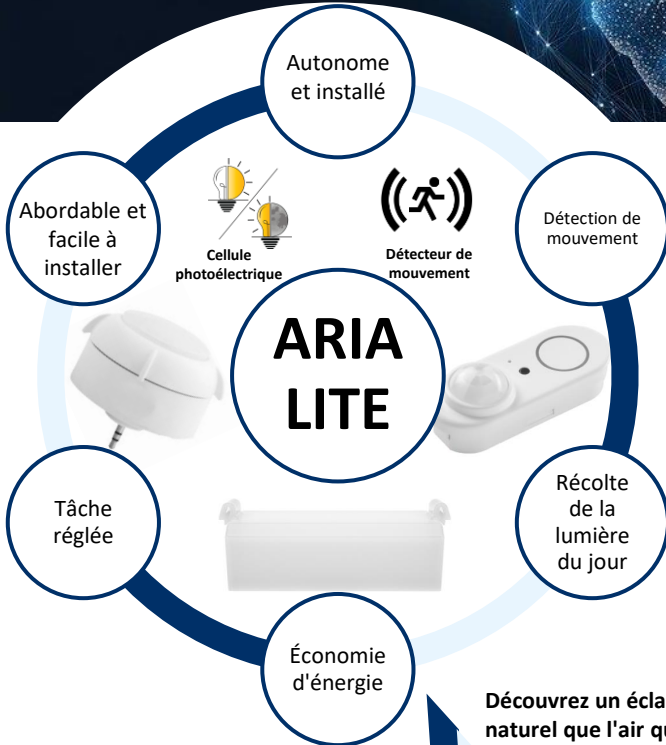 Autonome
et installé
Abordable et
facile à
installer
Cellule
photoélectrique
Détecteur de
mouvement
Détection de
mouvement
ARIA
LITE
Tâche
réglée
Récolte
de la
lumière
du jour
Économie
d'énergie
Découvrez un écla
naturel que l'air qu